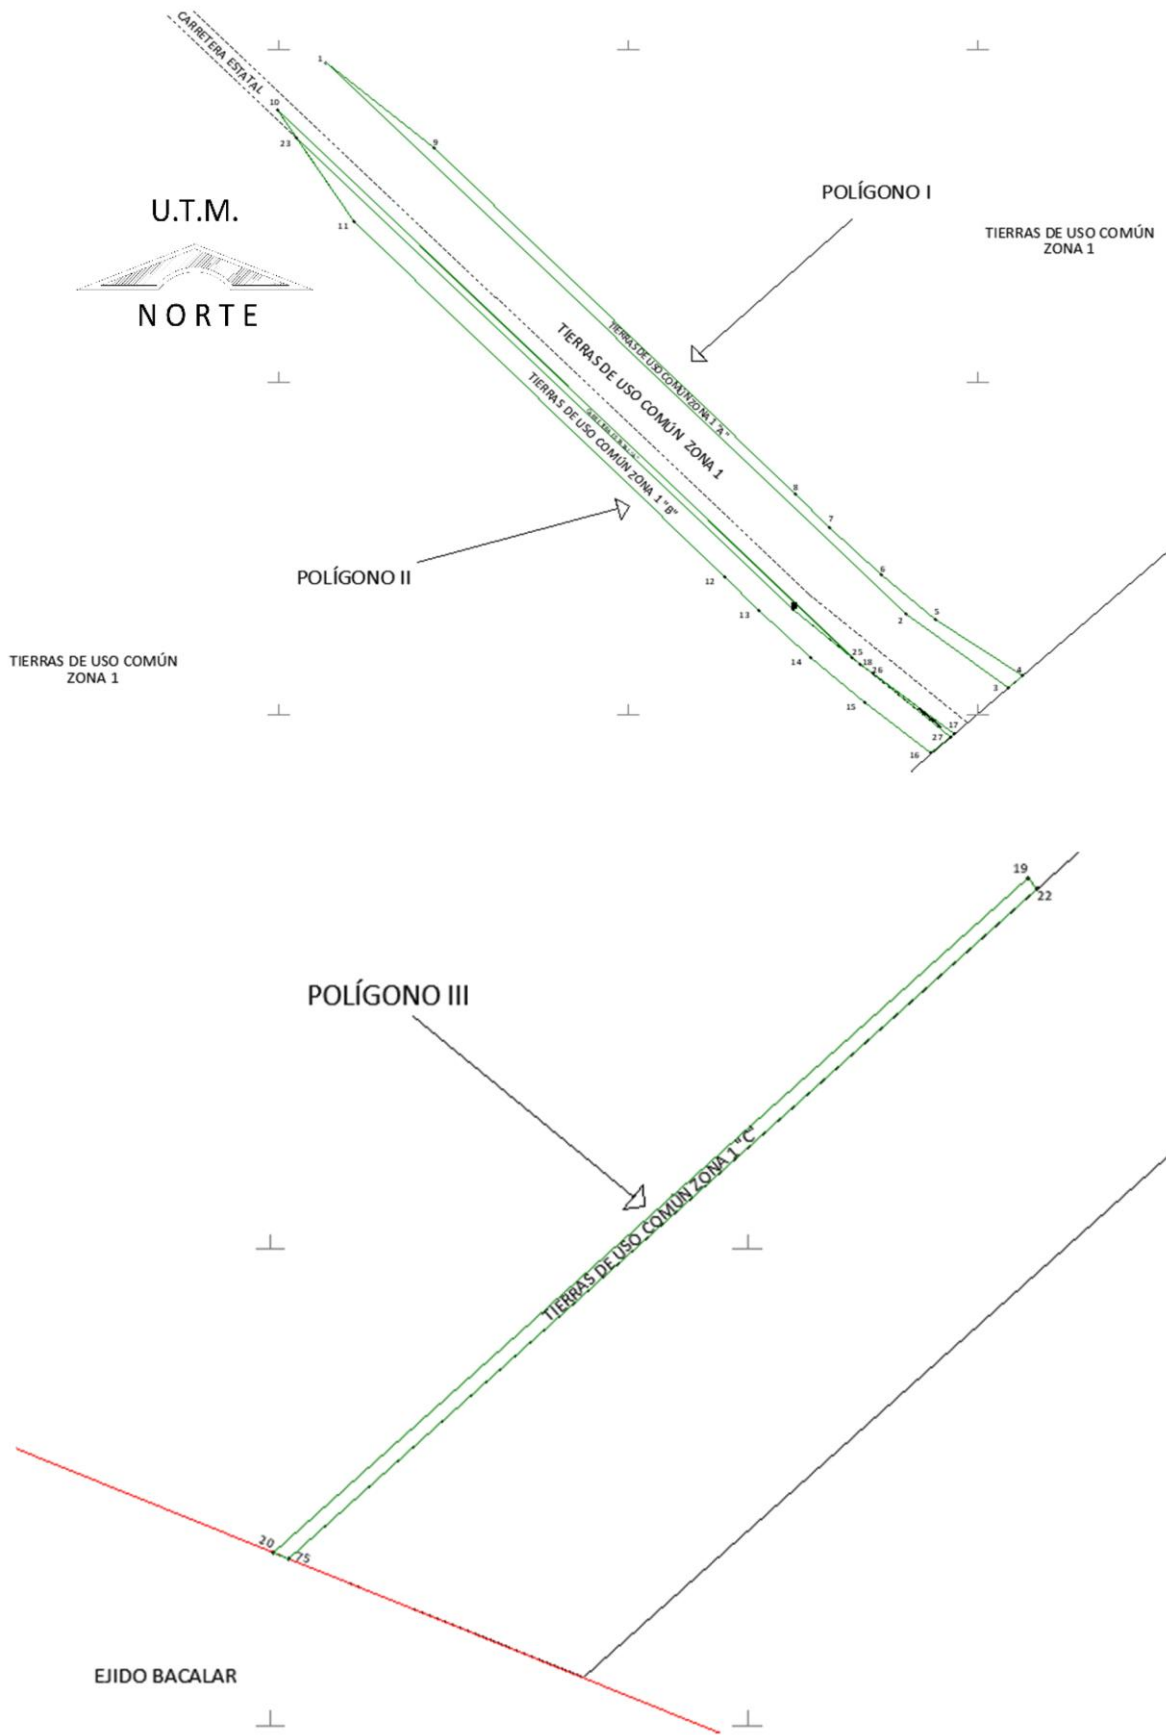 CARRETERA ESTATAL
1
10
23
9
11
U.T.M.
NORTE
POLÍGONO I
TIERRAS DE USO COMÚN
ZONA 1
TIERRAS DE USO COMÚN ZONA 1 "A"
TIERRAS DE USO COMÚN ZONA 1
TIERRAS DE USO COMÚN ZONA 1 "B"
POLÍGONO II
8
7
6
5
2
4
3
12
13
14
15
16
25
18
26
17
27
TIERRAS DE USO COMÚN
ZONA 1
19
22
POLÍGONO III
TIERRAS DE USO COMÚN ZONA 1 "C"
20
75
EJIDO BACALAR